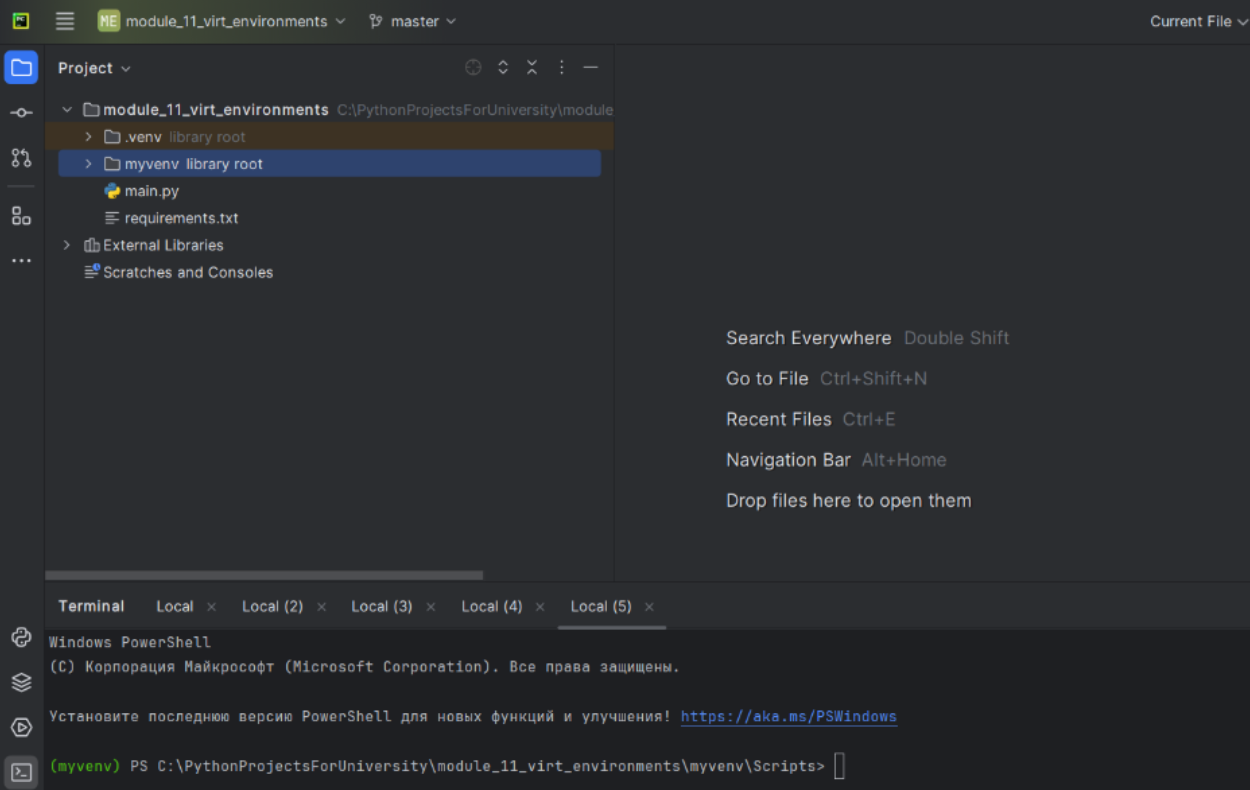 PC
ME module_11_virt_environments master Current File
Project
module_11_virt_environments C:\PythonProjectsForUniversity\module
.venv library root
myvenv library root
main.py
requirements.txt
External Libraries
Scratches and Consoles
Search Everywhere Double Shift
Go to File Ctrl+Shift+N
Recent Files Ctrl+E
Navigation Bar Alt+Home
Drop files here to open them
Terminal Local Local (2) Local (3) Local (4) Local (5)
Windows PowerShell
(C) Корпорация Майкрософт (Microsoft Corporation). Все права защищены.
Установите последнюю версию PowerShell для новых функций и улучшения! https://aka.ms/PSWindows
(myvenv) PS C:\PythonProjectsForUniversity\module_11_virt_environments\myvenv\Scripts>